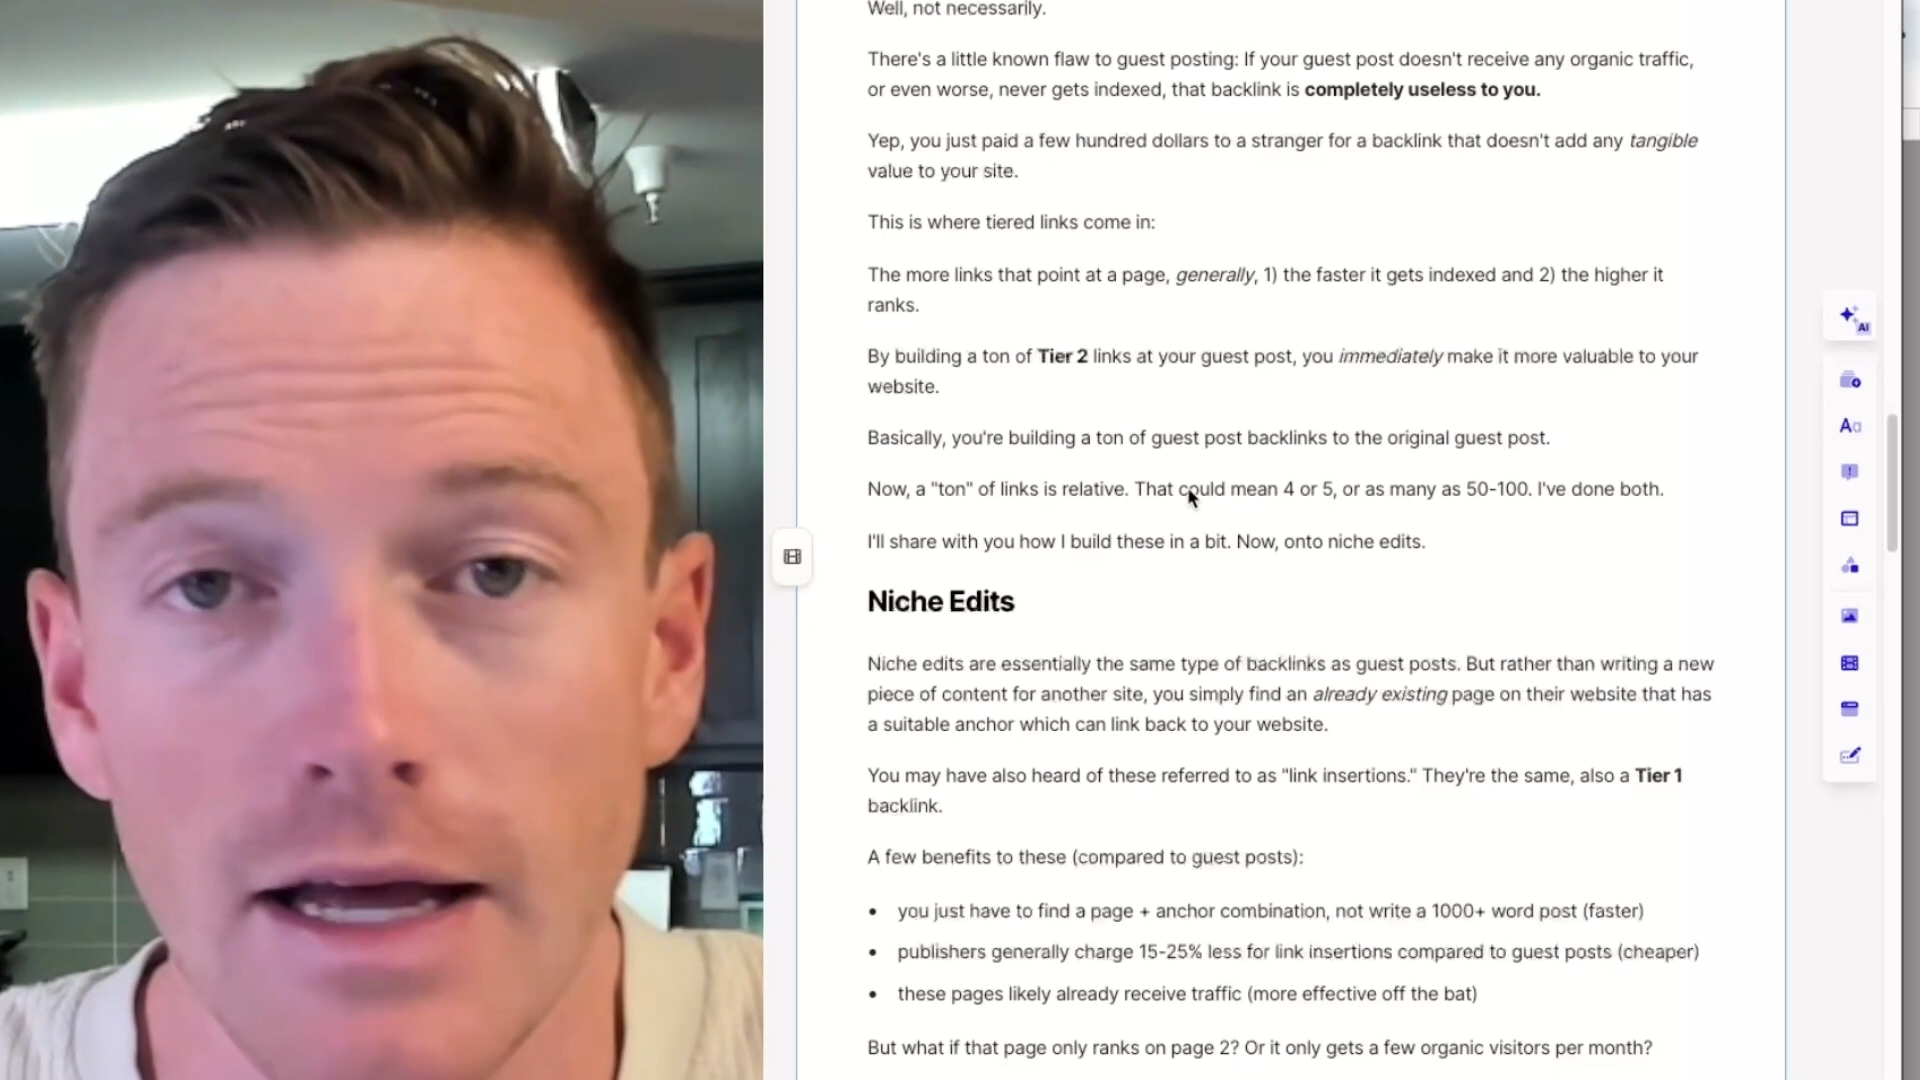 Well, not necessarily.
There's a little known flaw to guest posting: If your guest post doesn't receive any organic traffic,
or even worse, never gets indexed, that backlink is completely useless to you.
Yep, you just paid a few hundred dollars to a stranger for a backlink that doesn't add any tangible
value to your site.
This is where tiered links come in:
The more links that point at a page, generally, 1) the faster it gets indexed and 2) the higher it
ranks.
By building a ton of Tier 2 links at your guest post, you immediately make it more valuable to your
website.
Basically, you're building a ton of guest post backlinks to the original guest post.
Now, a "ton" of links is relative. That could mean 4 or 5, or as many as 50-100. I've done both.
I'll share with you how I build these in a bit. Now, onto niche edits.
Niche Edits
Niche edits are essentially the same type of backlinks as guest posts. But rather than writing a new
piece of content for another site, you simply find an already existing page on their website that has
a suitable anchor which can link back to your website.
You may have also heard of these referred to as "link insertions." They're the same, also a Tier 1
backlink.
A few benefits to these (compared to guest posts):
• you just have to find a page + anchor combination, not write a 1000+ word post (faster)
• publishers generally charge 15-25% less for link insertions compared to guest posts (cheaper)
• these pages likely already receive traffic (more effective off the bat)
But what if that page only ranks on page 2? Or it only gets a few organic visitors per month?
AI
Aa